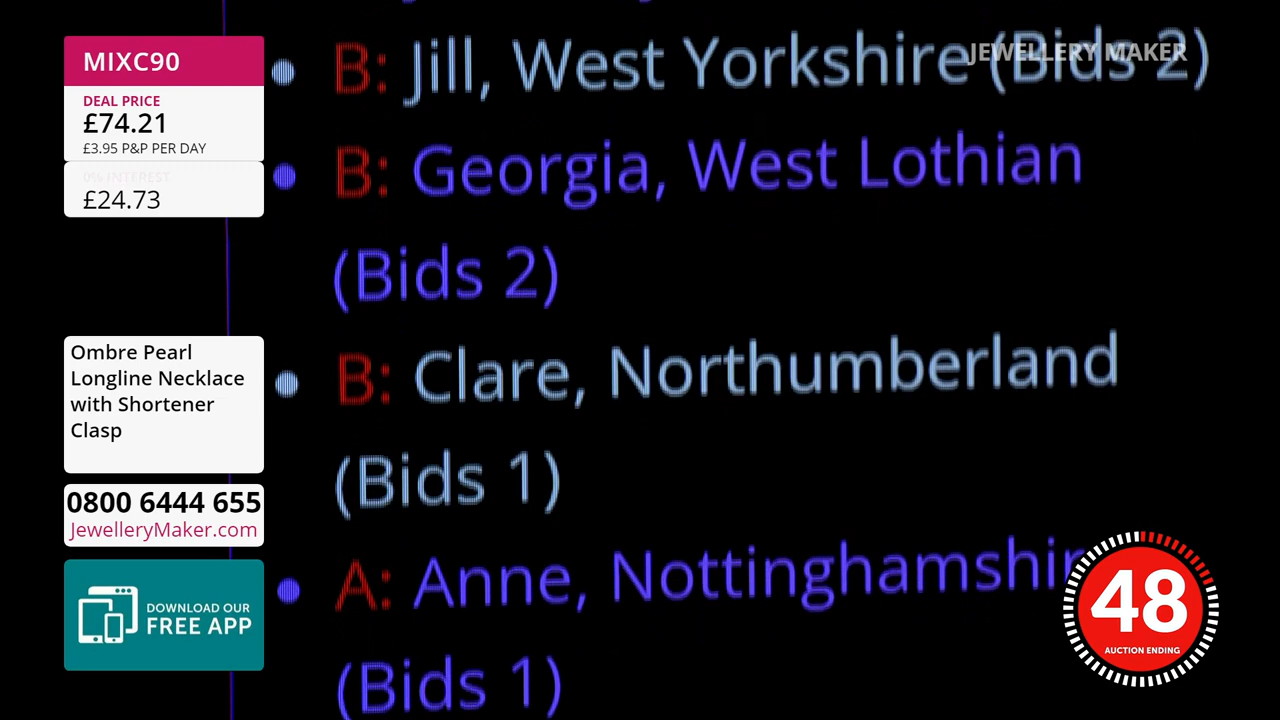 MIXC90
DEAL PRICE
£74.21
£3.95 P&P PER DAY
0% INTEREST
£24.73
Ombre Pearl
Longline Necklace
with Shortener
Clasp
0800 6444 655
JewelleryMaker.com
DOWNLOAD OUR
FREE APP
JEWELLERY MAKER
B: Jill, West Yorkshire (Bids 2)
B: Georgia, West Lothian
(Bids 2)
B: Clare, Northumberland
(Bids 1)
A: Anne,
(Bids 1)
48
AUCTION ENDING